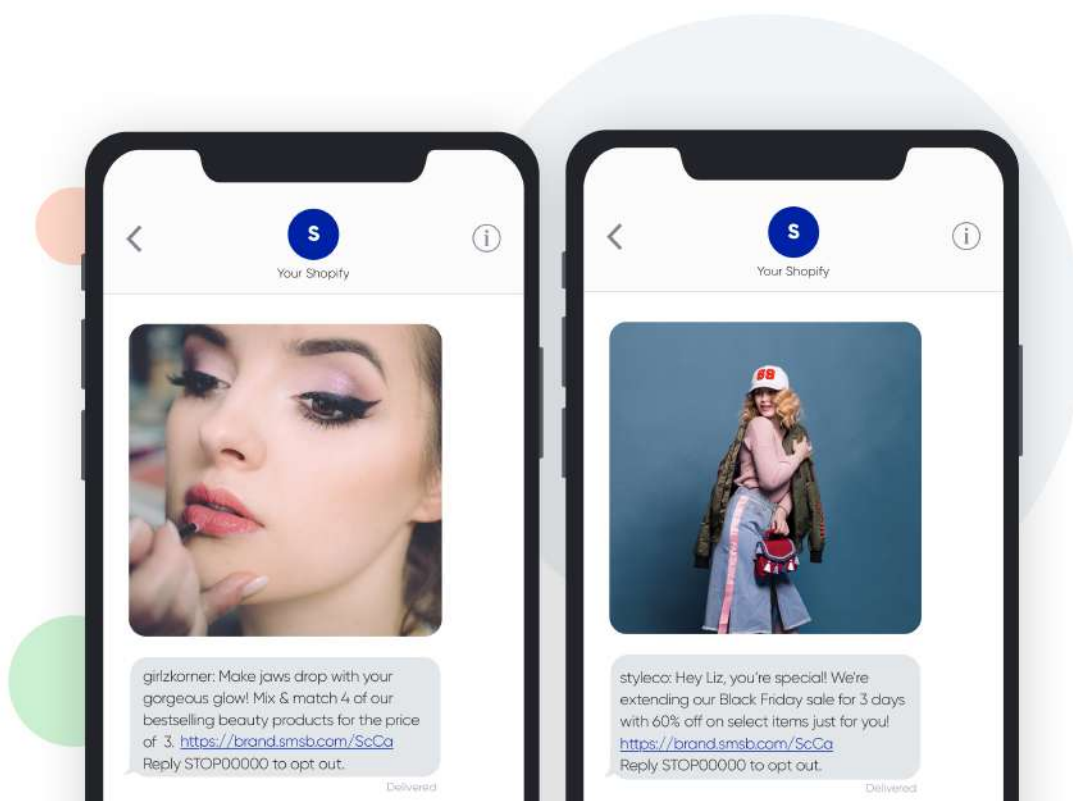 S
Your Shopify
girlzkorner: Make jaws drop with your
gorgeous glow! Mix & match 4 of our
bestselling beauty products for the price
of 3. https://brand.smsb.com/ScCa
Reply STOP00000 to opt out.
Delivered
S
Your Shopify
SS
styleco: Hey Liz, you're special! We're
extending our Black Friday sale for 3 days
with 60% off on select items just for you!
https://brand.smsb.com/ScCa
Reply STOP00000 to opt out.
Delivered